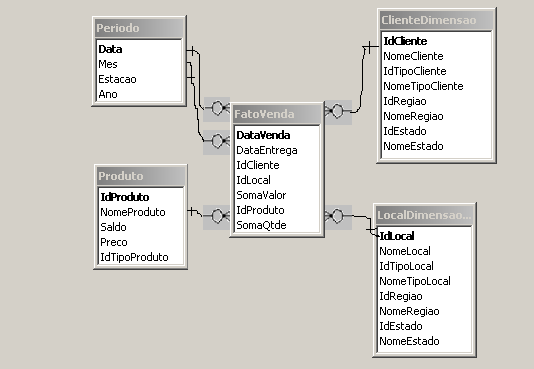 Periodo
Data
Mes
Estacao
Ano
ClienteDimensao
IdCliente
NomeCliente
IdTipoCliente
NomeTipoCliente
IdRegiao
NomeRegiao
IdEstado
NomeEstado
FatoVenda
DataVenda
DataEntrega
IdCliente
IdLocal
SomaValor
IdProduto
SomaQtde
Produto
IdProduto
NomeProduto
Saldo
Preco
IdTipoProduto
LocalDimensao...
IdLocal
NomeLocal
IdTipoLocal
NomeTipoLocal
IdRegiao
NomeRegiao
IdEstado
NomeEstado